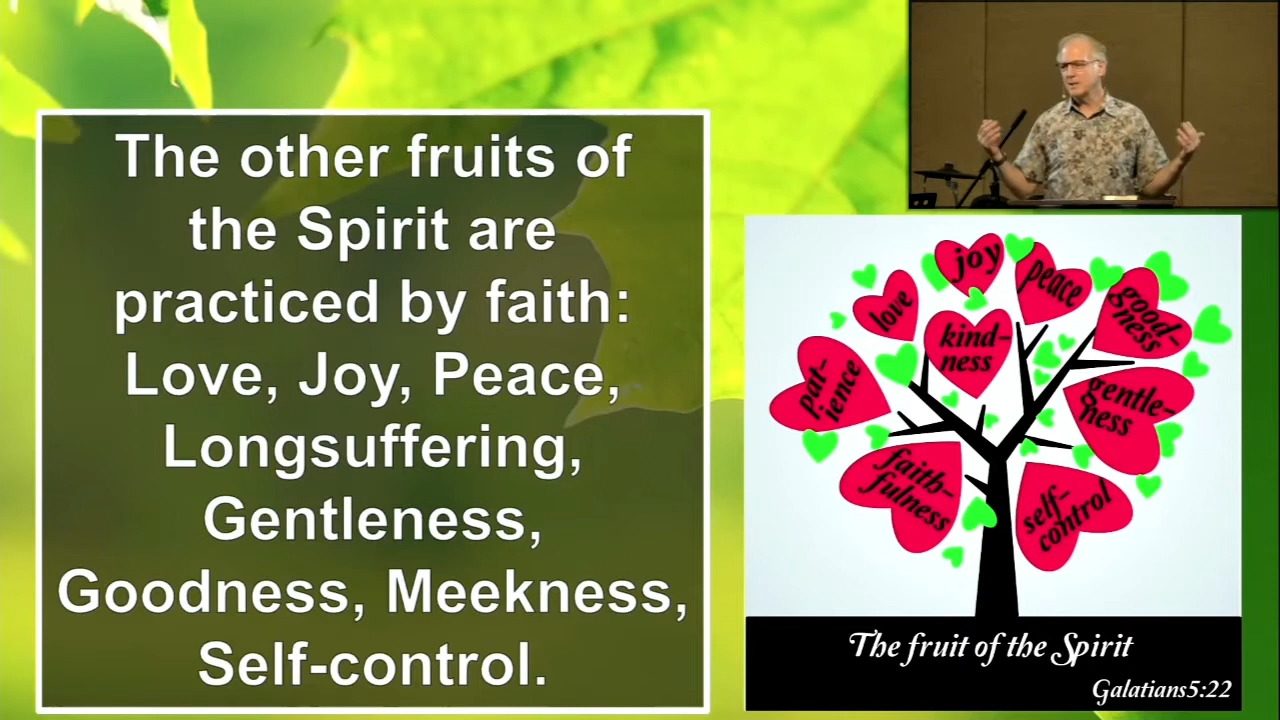 The other fruits of
the Spirit are
practiced by faith:
Love, Joy, Peace,
Longsuffering,
Gentleness,
Goodness, Meekness,
Self-control.
joy
peace
love
good-
ness
kind-
ness
pat-
ience
gentle-
ness
faith-
fulness
self-
control
The fruit of the Spirit
Galatians5:22